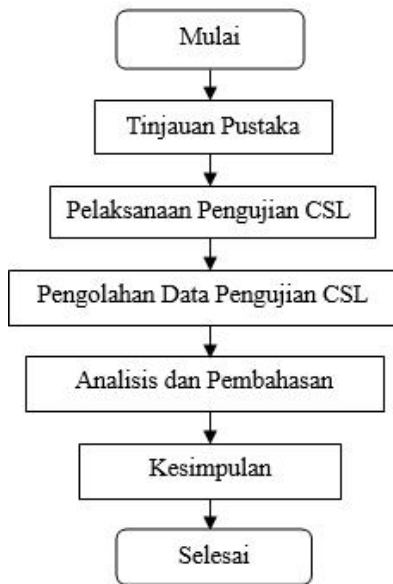 Mulai
Tinjauan Pustaka
Pelaksanaan Pengujian CSL
Pengolahan Data Pengujian CSL
Analisis dan Pembahasan
Kesimpulan
Selesai